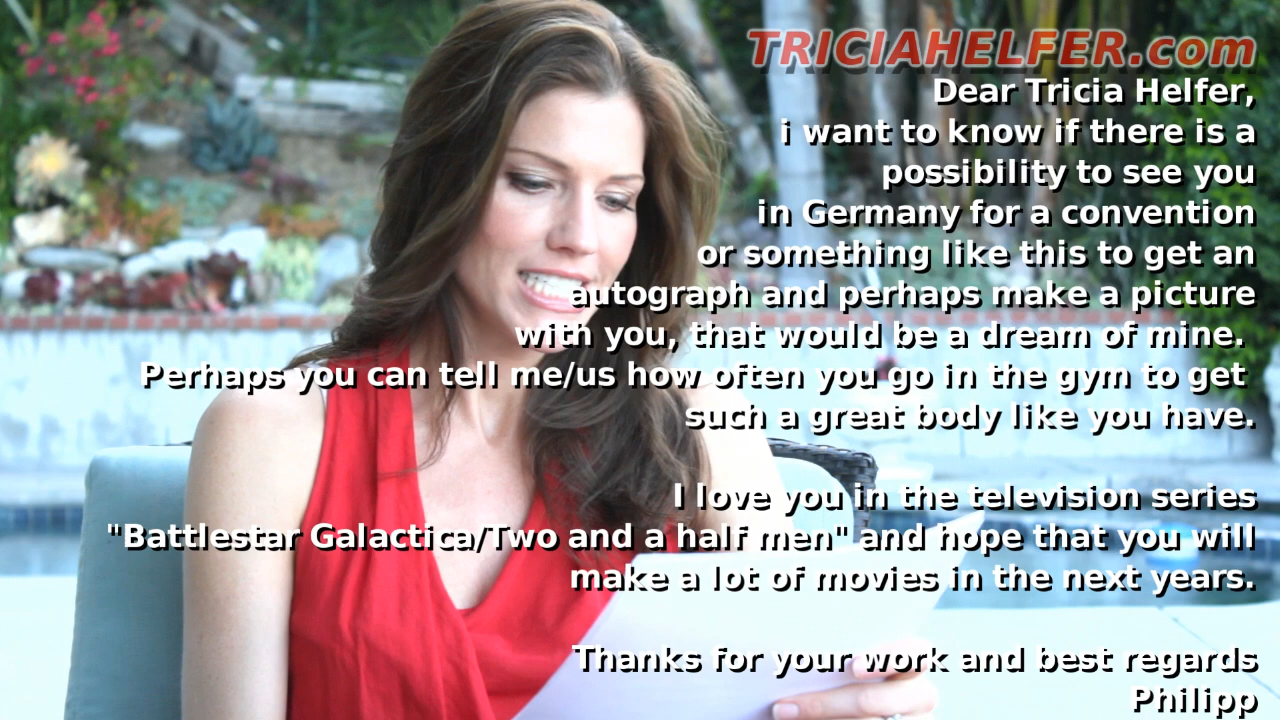 TRICIAHELFER.com
Dear Tricia Helfer,
i want to know if there is a
possibility to see you
in Germany for a convention
or something like this to get an
autograph and perhaps make a picture
with you, that would be a dream of mine.
Perhaps you can tell me/us how often you go in the gym to get
such a great body like you have.
I love you in the television series
"Battlestar Galactica/Two and a half men" and hope that you will
make a lot of movies in the next years.
Thanks for your work and best regards
Philipp